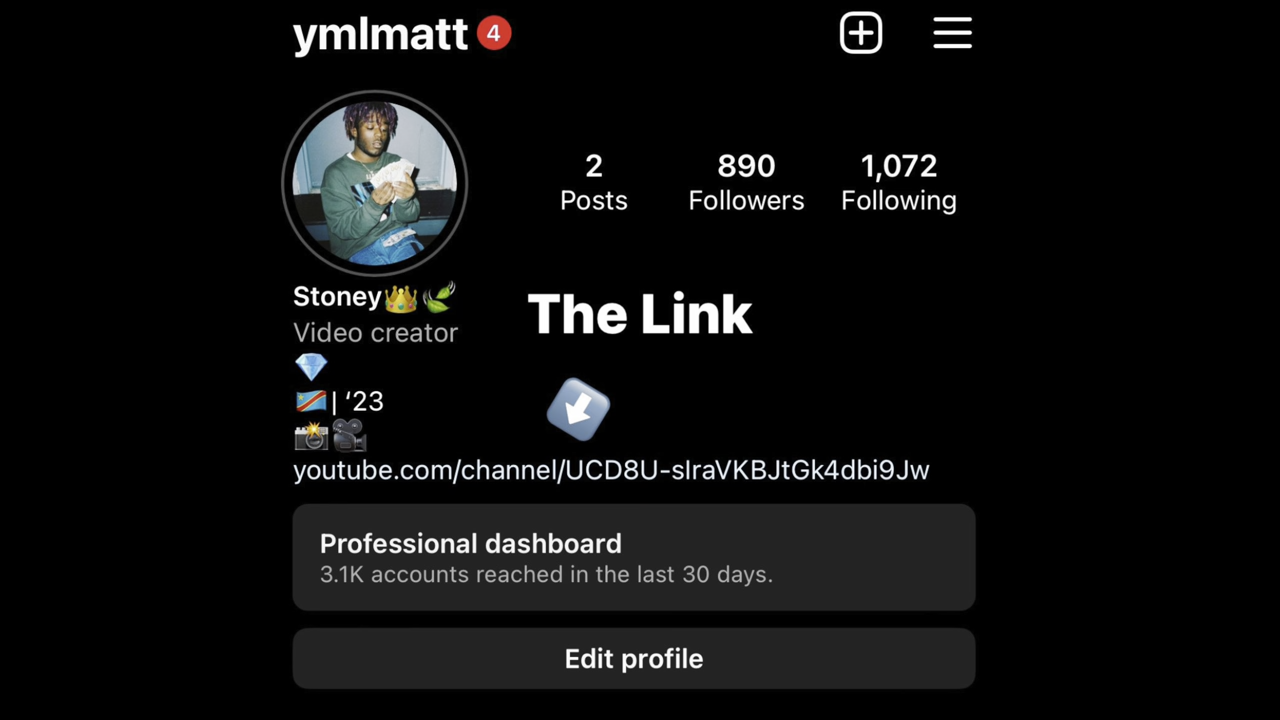 ymlmatt 4
2 890 1,072
Posts Followers Following
Stoney👑🌿
The Link
Video creator
💎
🇨🇩| ‘23
📸🎥
youtube.com/channel/UCD8U-sIraVKBJtGk4dbi9Jw
Professional dashboard
3.1K accounts reached in the last 30 days.
Edit profile